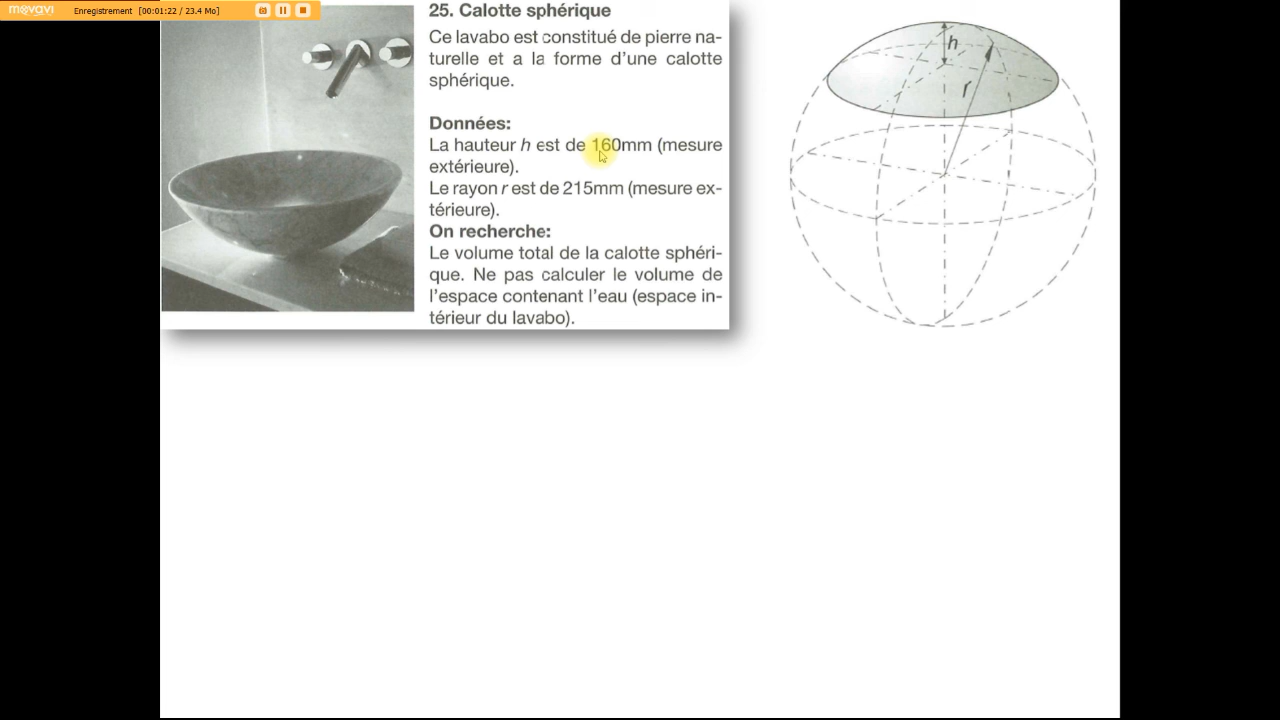 movavi
Enregistrement [00:01:22 / 23.4 Mo]
25. Calotte sphérique
Ce lavabo est constitué de pierre na-
turelle et a la forme d'une calotte
sphérique.
Données:
La hauteur h est de 160mm (mesure
extérieure).
Le rayon r est de 215mm (mesure ex-
térieure).
On recherche:
Le volume total de la calotte sphéri-
que. Ne pas calculer le volume de
l'espace contenant l'eau (espace in-
térieur du lavabo).
h
r